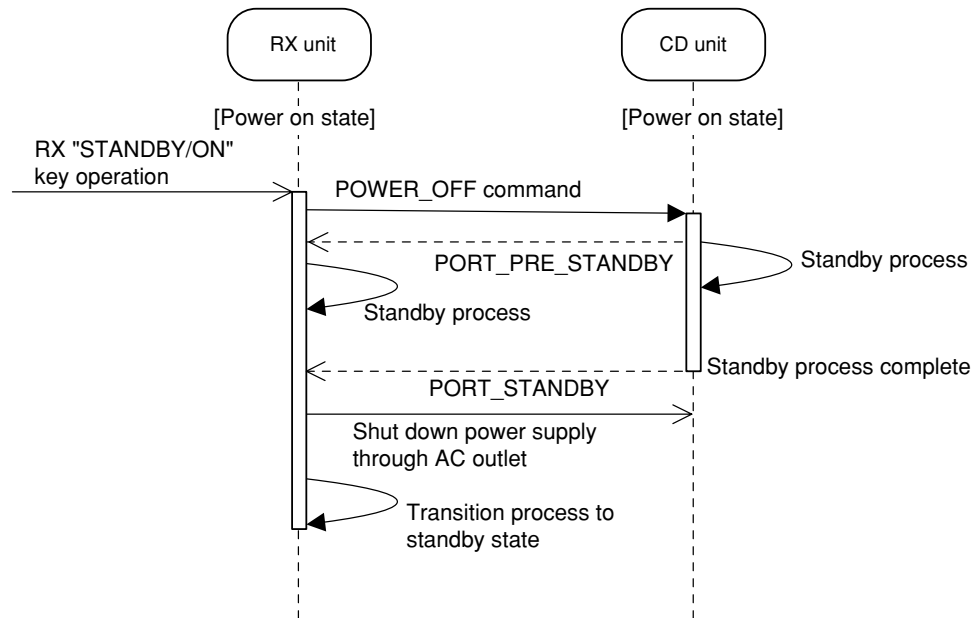 RX unit
CD unit
[Power on state]
[Power on state]
RX "STANDBY/ON"
key operation
POWER_OFF command
PORT_PRE_STANDBY
Standby process
Standby process
Standby process complete
PORT_STANDBY
Shut down power supply
through AC outlet
Transition process to
standby state